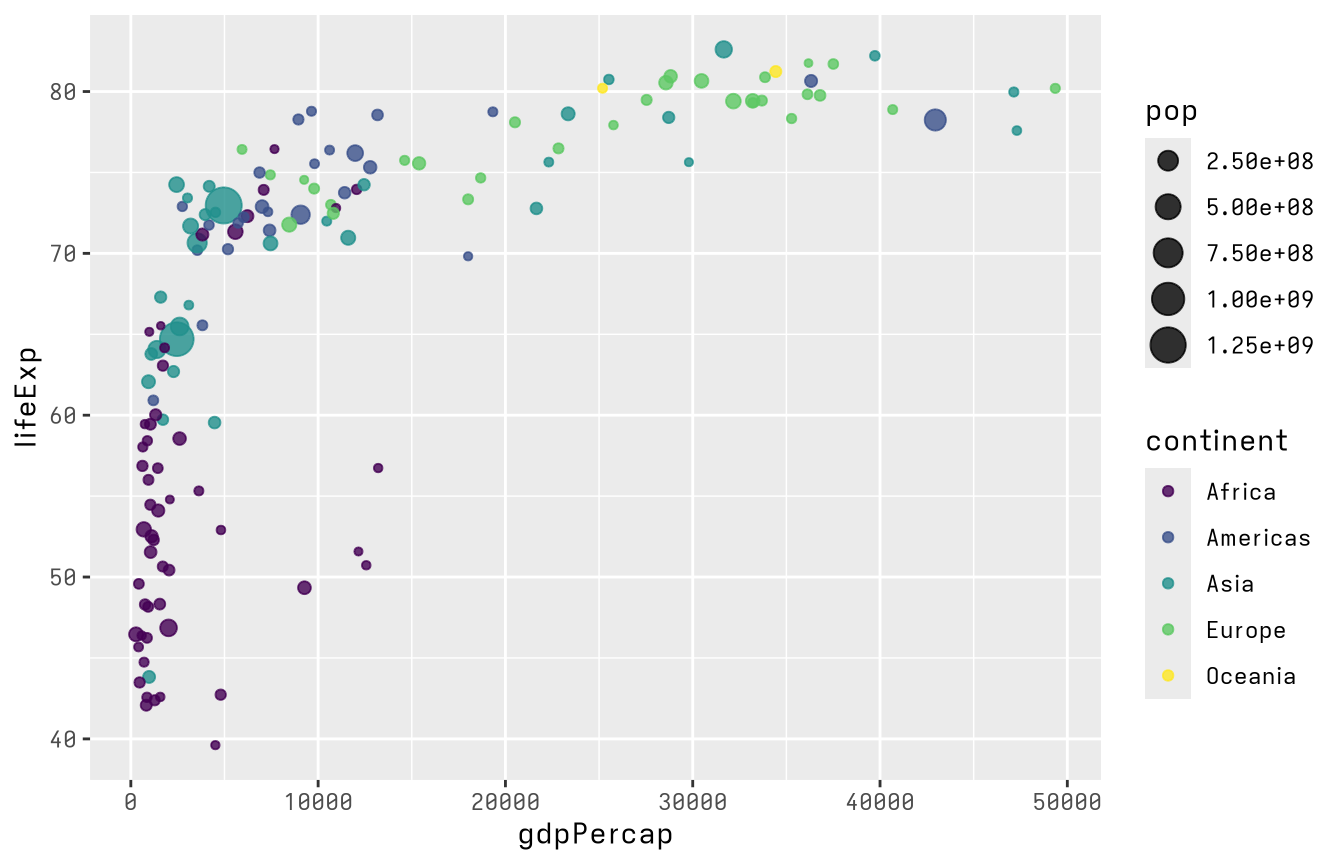 lifeExp
80
70
60
50
40
0 10000 20000 30000 40000 50000
gdpPercap
pop
2.50e+08
5.00e+08
7.50e+08
1.00e+09
1.25e+09
continent
Africa
Americas
Asia
Europe
Oceania